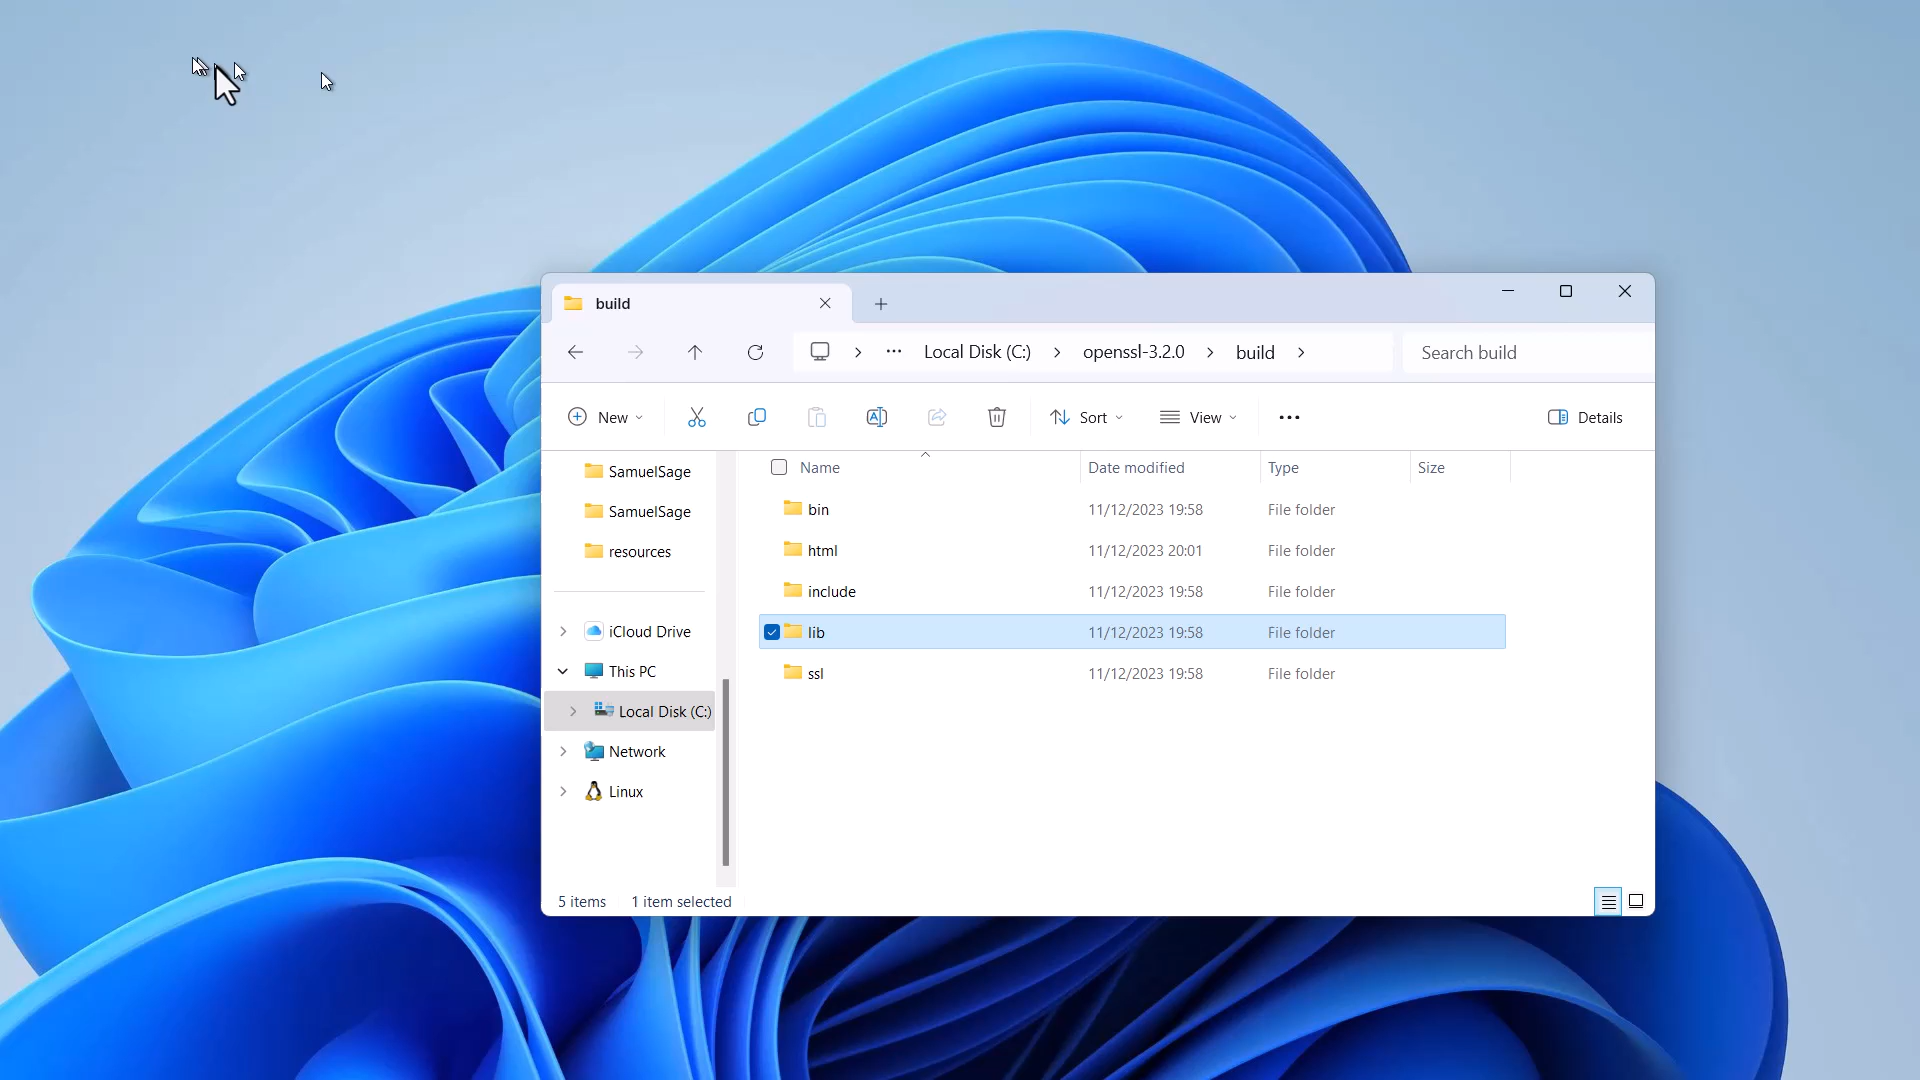 build
Local Disk (C:) openssl-3.2.0 build
Search build
New Sort View Details
SamuelSage
SamuelSage
resources
iCloud Drive
This PC
Local Disk (C:)
Network
Linux
Name Date modified Type Size
bin 11/12/2023 19:58 File folder
html 11/12/2023 20:01 File folder
include 11/12/2023 19:58 File folder
lib 11/12/2023 19:58 File folder
ssl 11/12/2023 19:58 File folder
5 items 1 item selected